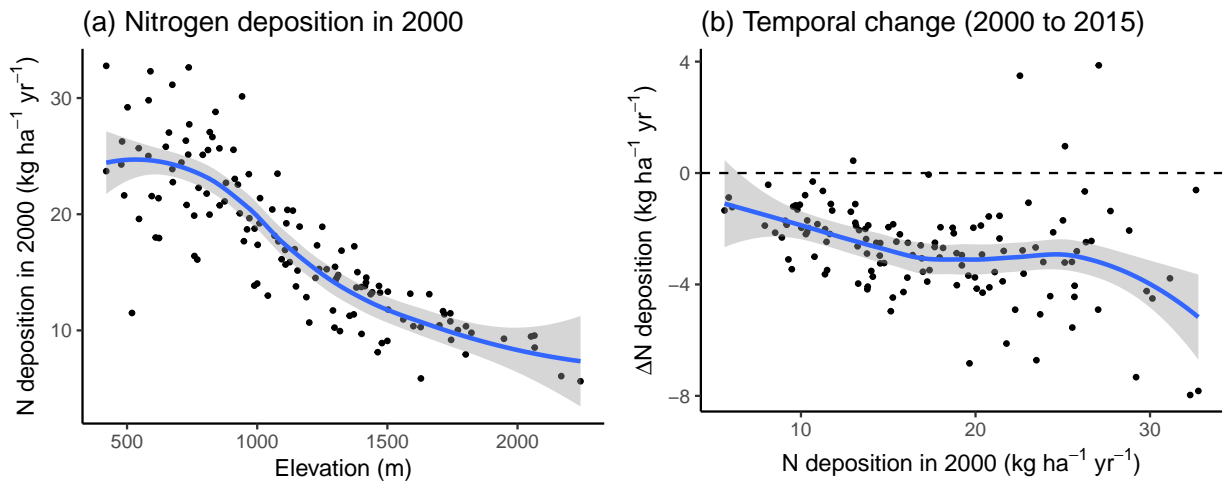 (a) Nitrogen deposition in 2000
N deposition in 2000 (kg ha⁻¹ yr⁻¹)
30
20
10
500 1000 1500 2000
Elevation (m)
(b) Temporal change (2000 to 2015)
ΔN deposition (kg ha⁻¹ yr⁻¹)
4
0
−4
−8
10 20 30
N deposition in 2000 (kg ha⁻¹ yr⁻¹)